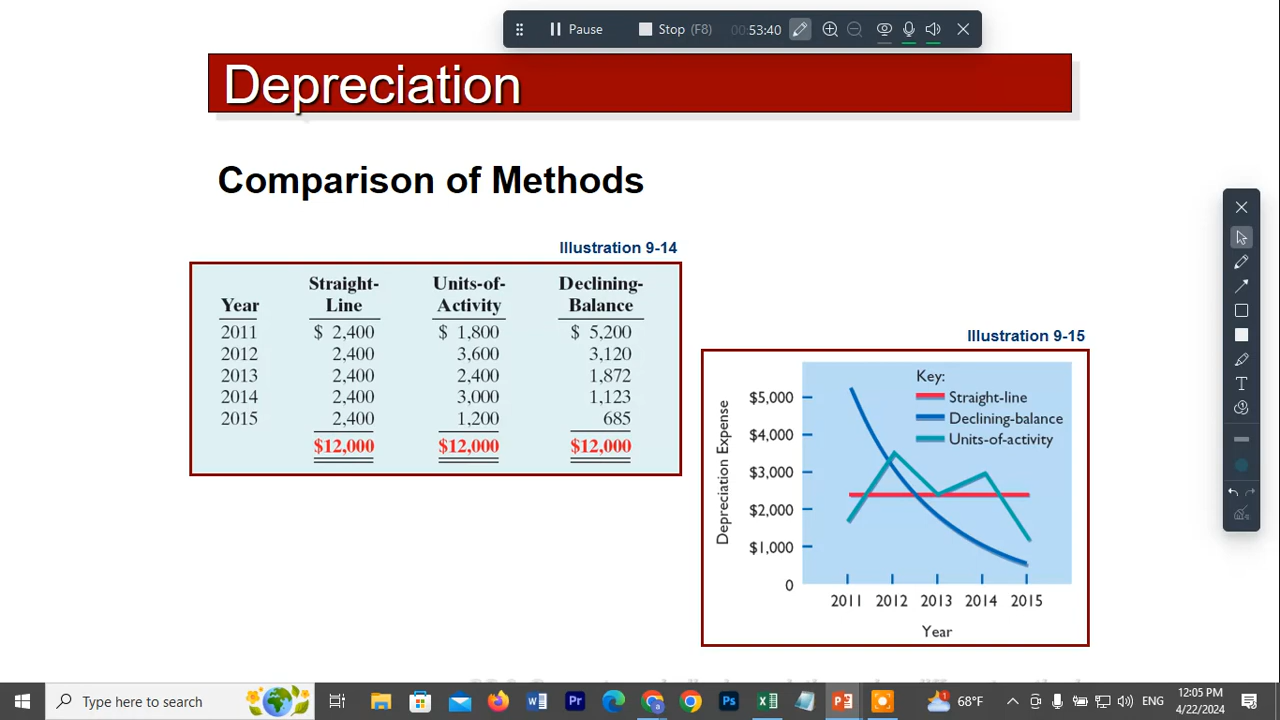 Pause Stop (F8) 00:53:40
Depreciation
Comparison of Methods
Illustration 9-14
Straight- Units-of- Declining-
Year Line Activity Balance
2011 $ 2,400 $ 1,800 $ 5,200
2012 2,400 3,600 3,120
2013 2,400 2,400 1,872
2014 2,400 3,000 1,123
2015 2,400 1,200 685
$12,000 $12,000 $12,000
Illustration 9-15
Key:
Straight-line
Declining-balance
Units-of-activity
Depreciation Expense
$5,000
$4,000
$3,000
$2,000
$1,000
0
2011 2012 2013 2014 2015
Year
Type here to search
68°F
ENG
12:05 PM
4/22/2024